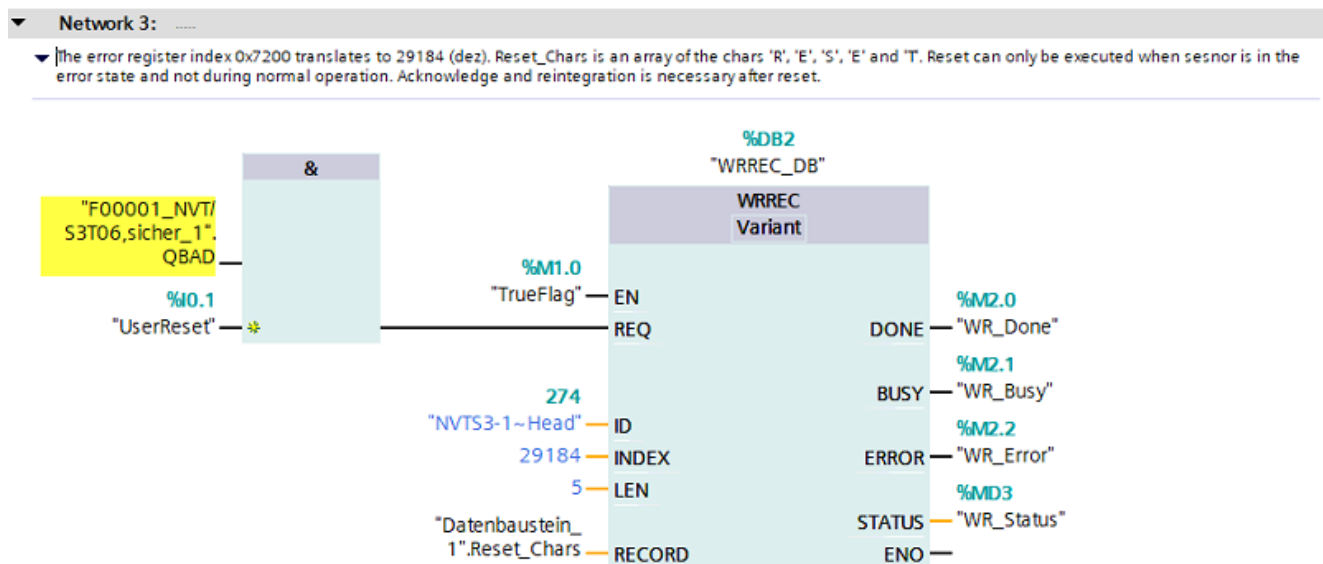 Network 3: .....
The error register index 0x7200 translates to 29184 (dez). Reset_Chars is an array of the chars 'R', 'E', 'S', 'E' and 'T'. Reset can only be executed when sesnor is in the
error state and not during normal operation. Acknowledge and reintegration is necessary after reset.
%DB2
"WRREC_DB"
&
WRREC
Variant
"F00001_NVT/
S3T06,sicher_1".
QBAD
%M1.0
"TrueFlag"
EN
%I0.1
"UserReset"
REQ
%M2.0
DONE
"WR_Done"
%M2.1
BUSY
"WR_Busy"
274
"NVTS3-1~Head"
ID
%M2.2
29184
INDEX
ERROR
"WR_Error"
5
LEN
%MD3
STATUS
"WR_Status"
"Datenbaustein_
1".Reset_Chars
RECORD
ENO